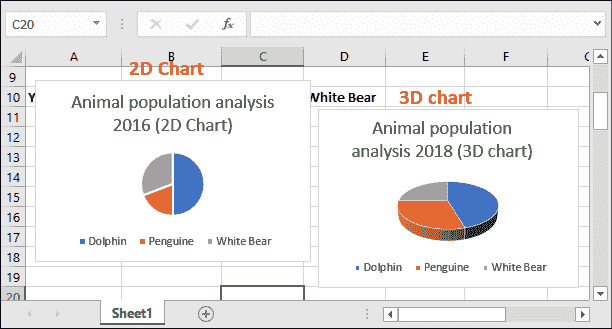 C20 fx
A B C D E F
9
2D Chart
10 Y White Bear 3D chart
Animal population analysis
2016 (2D Chart)
Dolphin Penguine White Bear
Animal population
analysis 2018 (3D chart)
Dolphin Penguine White Bear
11
12
13
14
15
16
17
18
19
20
Sheet1